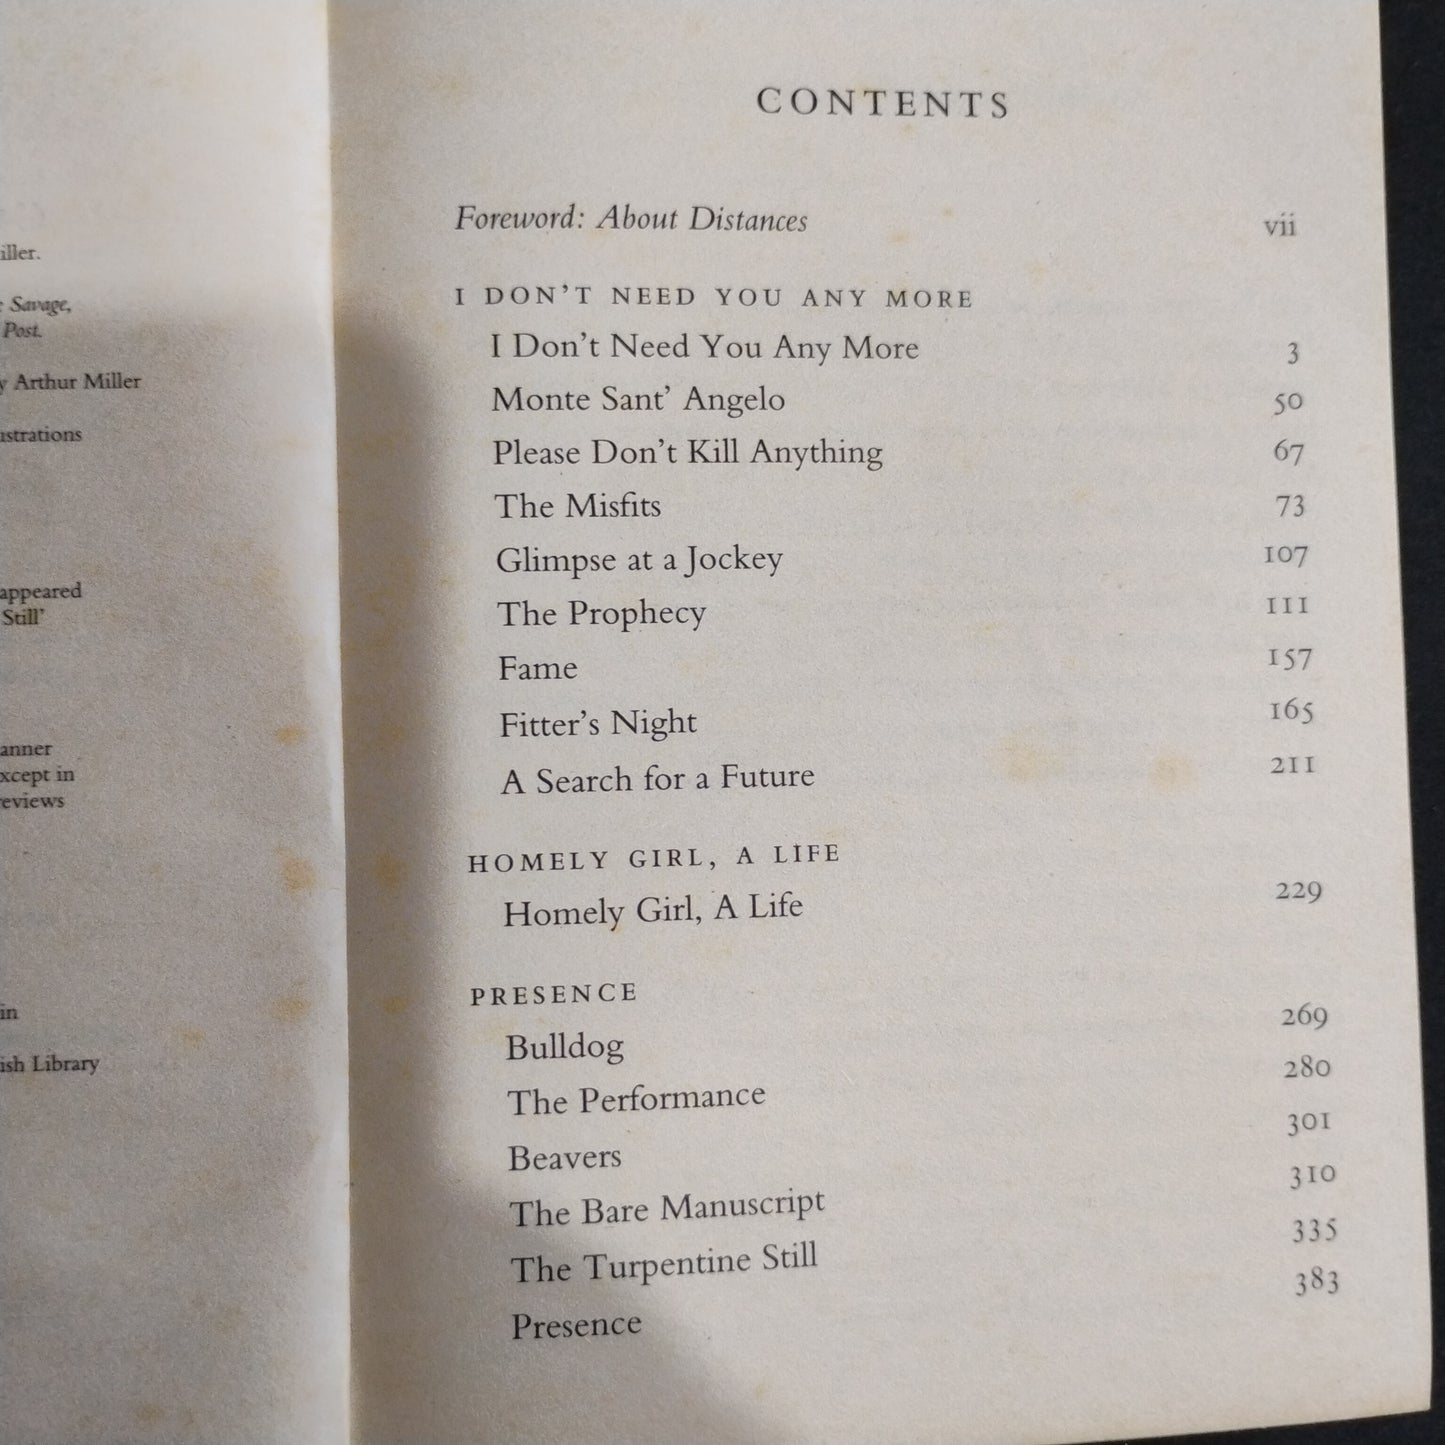 iller.
Savage,
Post.
y Arthur Miller
ustrations
appeared
Still'
anner
xcept in
reviews
in
ish Library
CONTENTS
Foreword: About Distances vii
I DON'T NEED YOU ANY MORE
I Don't Need You Any More 3
Monte Sant' Angelo 50
Please Don't Kill Anything 67
The Misfits 73
Glimpse at a Jockey 107
The Prophecy 111
Fame 157
Fitter's Night 165
A Search for a Future 211
HOMELY GIRL, A LIFE
Homely Girl, A Life 229
PRESENCE
Bulldog 269
The Performance 280
Beavers 301
The Bare Manuscript 310
The Turpentine Still 335
Presence 383